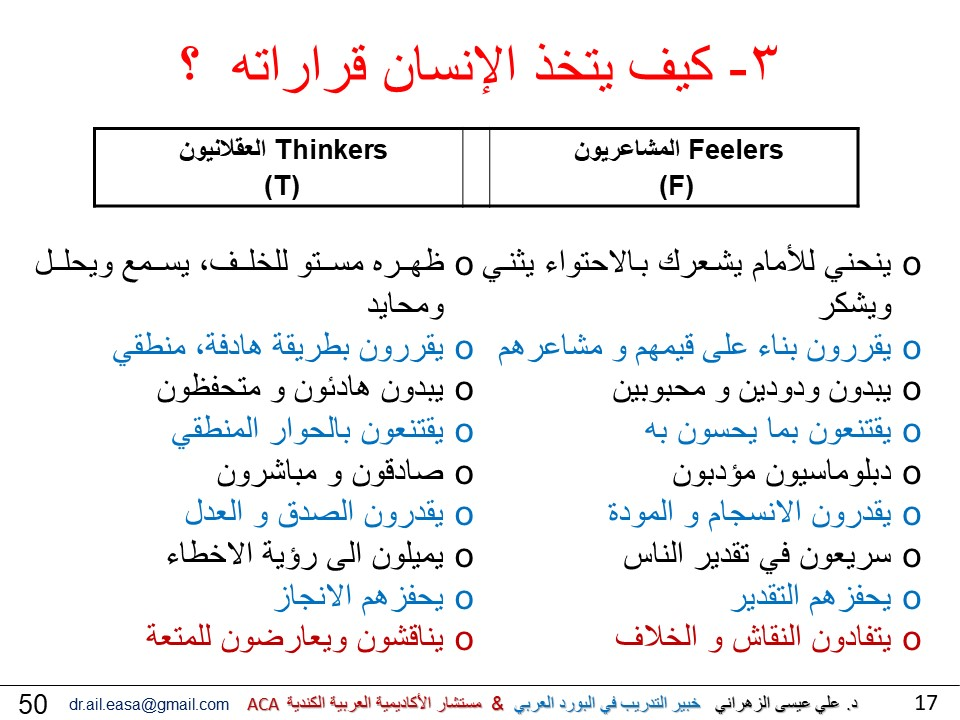 ٣- كيف يتخذ الإنسان قراراته ؟
المشاعريون Feelers
(F)
العقلانيون Thinkers
(T)
o ينحني للأمام يشعرك بالاحتواء يثني
ويشكر
o يقررون بناء على قيمهم و مشاعرهم
o يبدون ودودين و محبوبين
o يقتنعون بما يحسون به
o دبلوماسيون مؤدبون
o يقدرون الانسجام و المودة
o سريعون في تقدير الناس
o يحفزهم التقدير
o يتفادون النقاش و الخلاف
o ظهره مستو للخلف، يسمع ويحلل
ومحايد
o يقررون بطريقة هادفة، منطقي
o يبدون هادئون و متحفظون
o يقتنعون بالحوار المنطقي
o صادقون و مباشرون
o يقدرون الصدق و العدل
o يميلون الى رؤية الاخطاء
o يحفزهم الانجاز
o يناقشون ويعارضون للمتعة
17 د. علي عيسى الزهراني خبير التدريب في البورد العربي & مستشار الأكاديمية العربية الكندية ACA dr.ail.easa@gmail.com 50